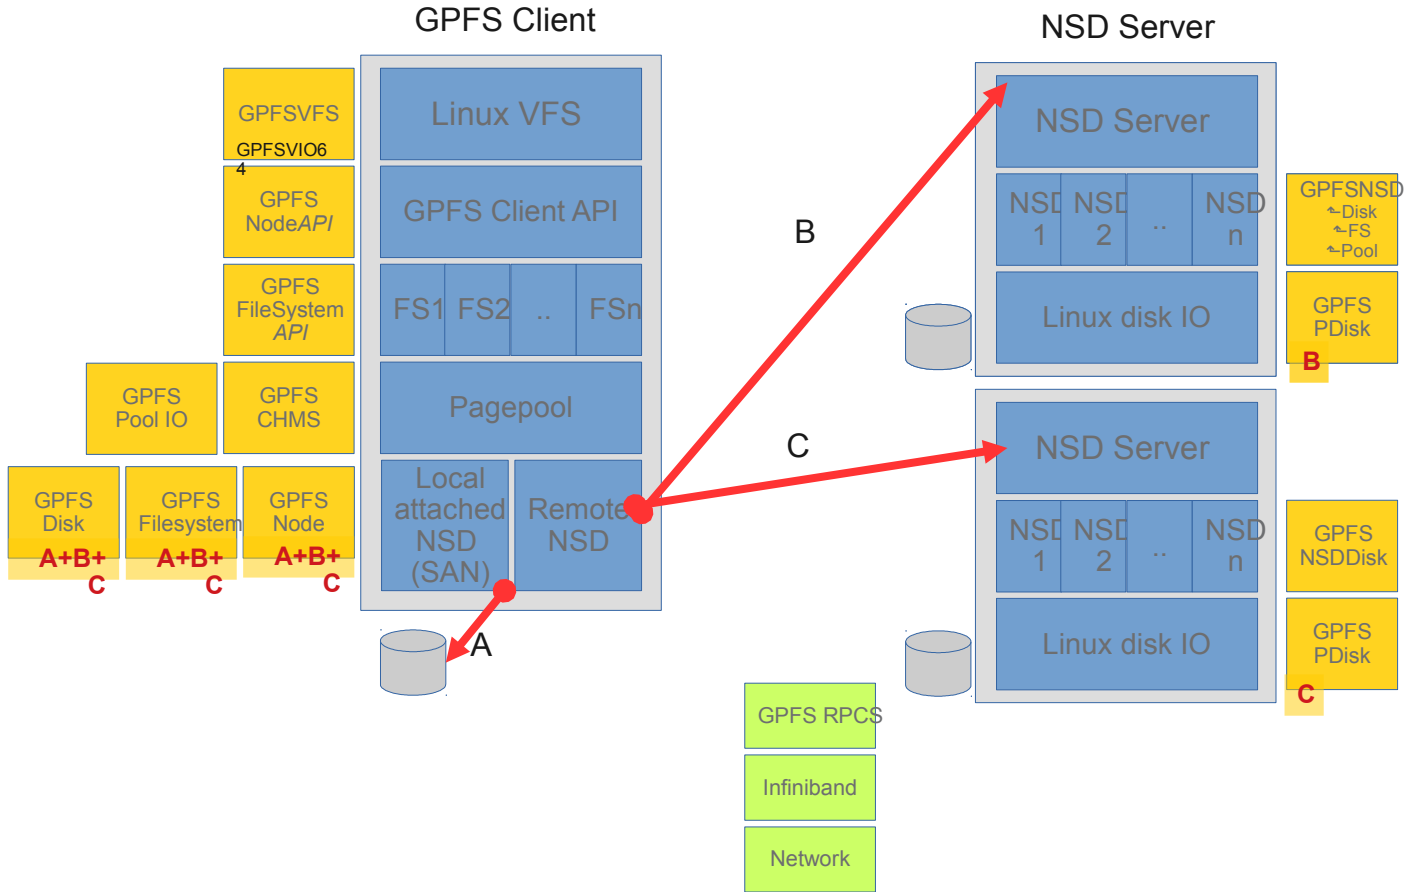 GPFS Client
NSD Server
GPFSVFS
GPFSVIO6
4
GPFS
NodeAPI
GPFS
FileSystem
API
GPFS
Pool IO
GPFS
CHMS
GPFS
Disk
A+B+
C
GPFS
Filesystem
A+B+
C
GPFS
Node
A+B+
C
Linux VFS
GPFS Client API
FS1
FS2
..
FSn
Pagepool
Local
attached
NSD
(SAN)
Remote
NSD
A
B
C
NSD Server
NSD
1
NSD
2
..
NSD
n
Linux disk IO
GPFSNSD
⬑Disk
⬑FS
⬑Pool
GPFS
PDisk
B
NSD Server
NSD
1
NSD
2
..
NSD
n
Linux disk IO
GPFS
NSDDisk
GPFS
PDisk
C
GPFS RPCS
Infiniband
Network